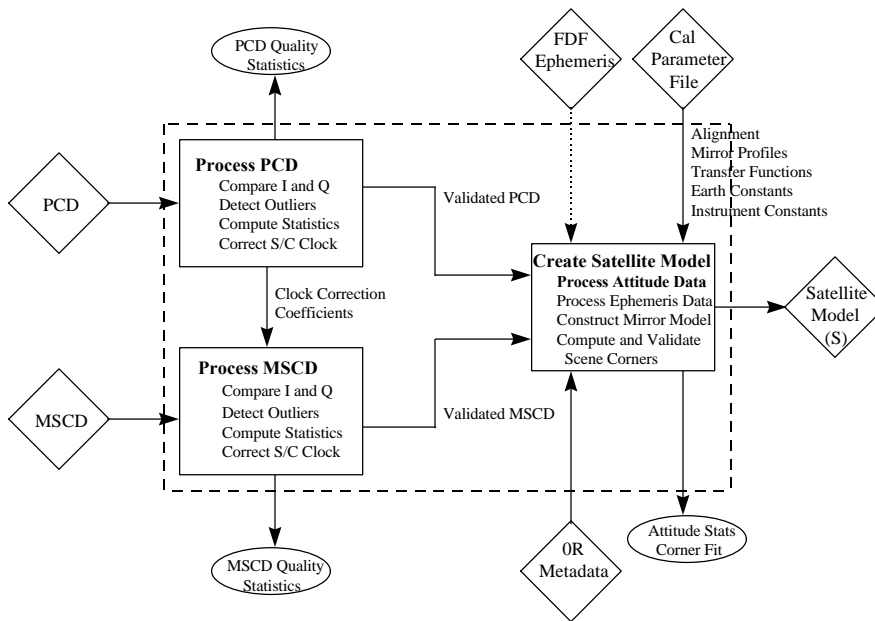 PCD Quality
Statistics
FDF
Ephemeris
Cal
Parameter
File
Alignment
Mirror Profiles
Transfer Functions
Earth Constants
Instrument Constants
PCD
Process PCD
Compare I and Q
Detect Outliers
Compute Statistics
Correct S/C Clock
Validated PCD
Clock Correction
Coefficients
Create Satellite Model
Process Attitude Data
Process Ephemeris Data
Construct Mirror Model
Compute and Validate
Scene Corners
Satellite
Model
(S)
MSCD
Process MSCD
Compare I and Q
Detect Outliers
Compute Statistics
Correct S/C Clock
Validated MSCD
MSCD Quality
Statistics
0R
Metadata
Attitude Stats
Corner Fit